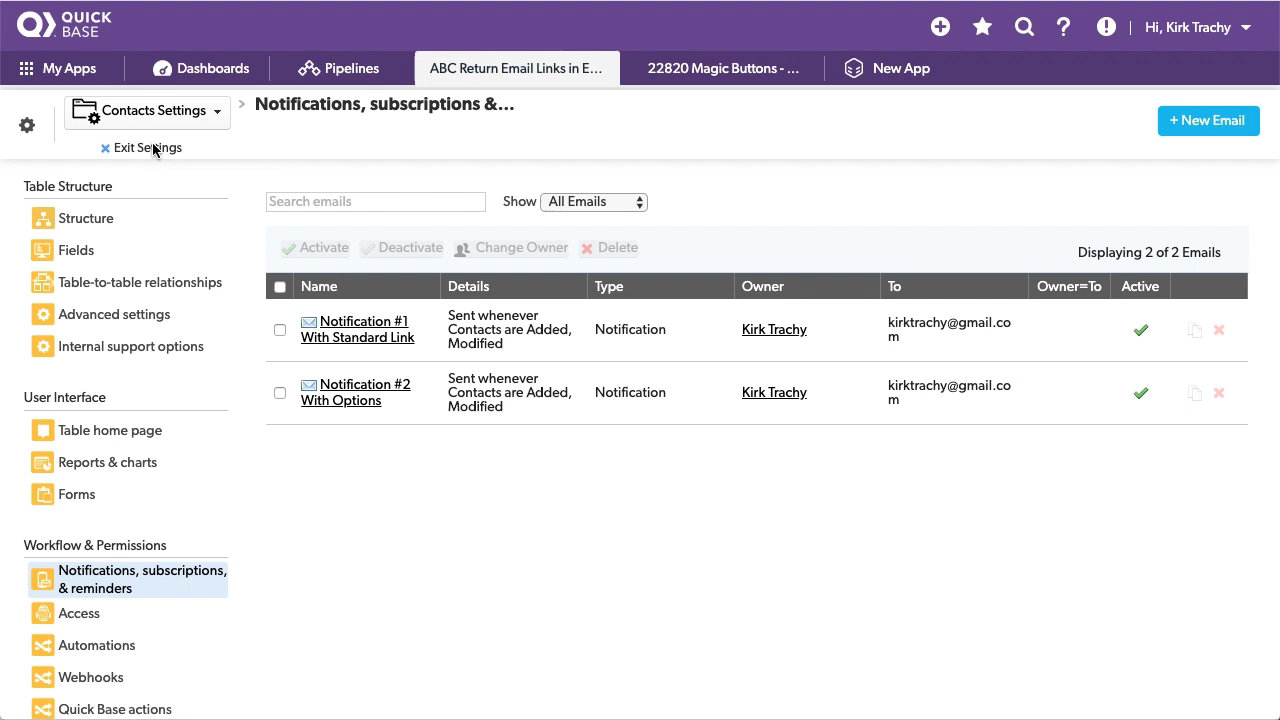 QUICK
BASE
Hi, Kirk Trachy
My Apps
Dashboards
Pipelines
ABC Return Email Links in E...
22820 Magic Buttons - ...
New App
Contacts Settings
> Notifications, subscriptions &...
Exit Settings
+ New Email
Table Structure
Structure
Fields
Table-to-table relationships
Advanced settings
Internal support options
User Interface
Table home page
Reports & charts
Forms
Workflow & Permissions
Notifications, subscriptions,
& reminders
Access
Automations
Webhooks
Quick Base actions
Search emails
Show All Emails
Activate Deactivate Change Owner Delete
Displaying 2 of 2 Emails
Name Details Type Owner To Owner=To Active
Notification #1
With Standard Link
Sent whenever
Contacts are Added,
Modified
Notification
Kirk Trachy
kirktrachy@gmail.co
m
Notification #2
With Options
Sent whenever
Contacts are Added,
Modified
Notification
Kirk Trachy
kirktrachy@gmail.co
m